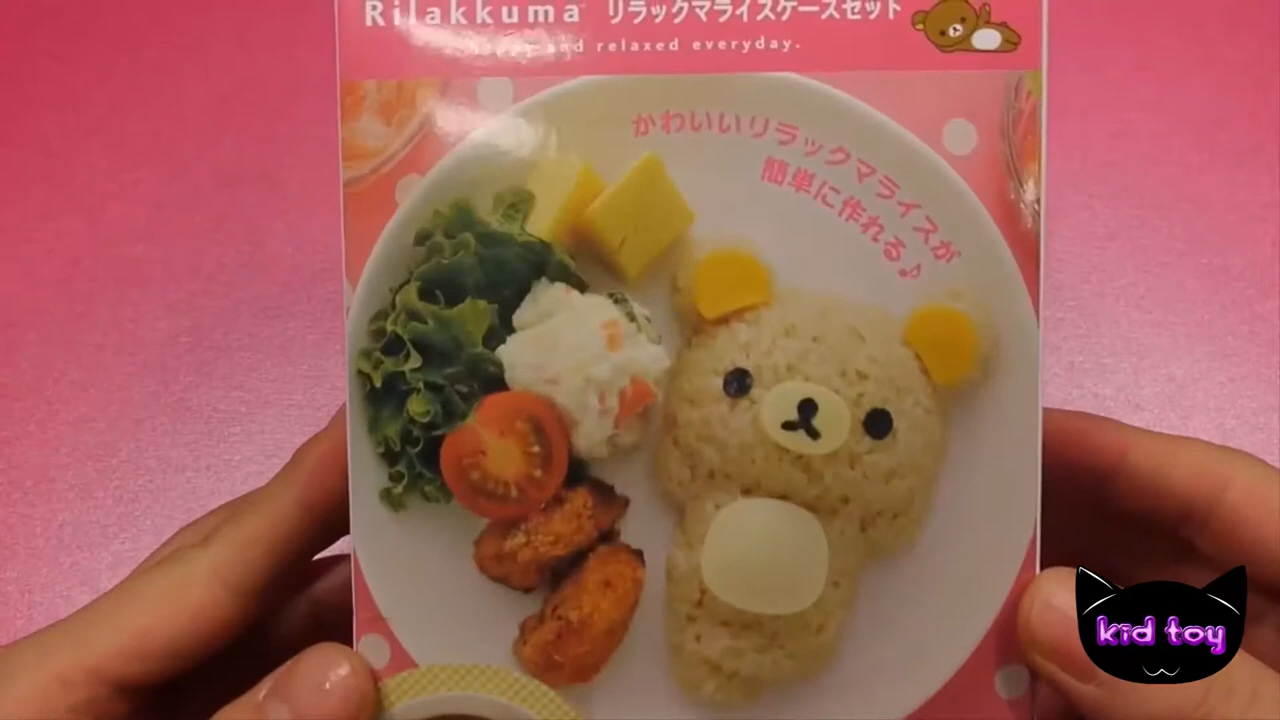 Rilakkuma リラックマライスケースセット
happy and relaxed everyday.
かわいいリラックマライスが
簡単に作れる♪
kid toy